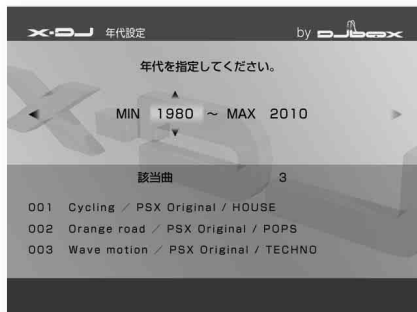 X-DJ 年代設定 by DJbox
年代を指定してください。
MIN 1980 ~ MAX 2010
該当曲 3
001 Cycling / PSX Original / HOUSE
002 Orange road / PSX Original / POPS
003 Wave motion / PSX Original / TECHNO